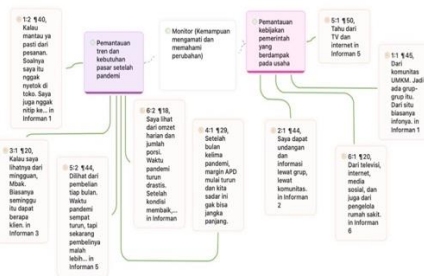 1:2 ¶40,
Kalau
mantau ya
pasti dari
pesanan.
Soalnya
saya itu
nggak
nyetok di
toko. Saya
juga nggak
nitip ke... in
Informan 1
Pemantauan
tren dan
kebutuhan
pasar setelah
pandemi
Monitor (Kemampuan
mengamati dan
memahami
perubahan)
Pemantauan
kebijakan
pemerintah
yang
berdampak
pada usaha
5:1 ¶50,
Tahu dari
TV dan
internet in
Informan 5
1:1 ¶45,
Dari
komunitas
UMKM. Jadi
ada grup-
grup itu.
Dari situ
biasanya
infonya. in
Informan 1
3:1 ¶20,
Kalau saya
lihatnya dari
mingguan,
Mbak.
Biasanya
seminggu
itu dapat
berapa
klien. in
Informan 3
5:2 ¶44,
Dilihat dari
pembelian
tiap bulan.
Waktu
pandemi
sempat
turun, tapi
sekarang
pembelinya
malah
lebih... in
Informan 5
6:2 ¶18,
Saya lihat
dari omzet
harian dan
jumlah
porsi.
Waktu
pandemi
turun
drastis.
Setelah
kondisi
membaik,...
in Informan
4:1 ¶29,
Setelah
bulan
kelima
pandemi,
margin APD
mulai turun
dan kita
sadar ini
gak bisa
jangka
panjang.
2:1 ¶44,
Saya dapat
undangan
dan
informasi
lewat grup,
lewat
komunitas.
in Informan
2
6:1 ¶20,
Dari televisi,
internet,
media
sosial, dan
juga dari
pengelola
rumah sakit.
in Informan
6